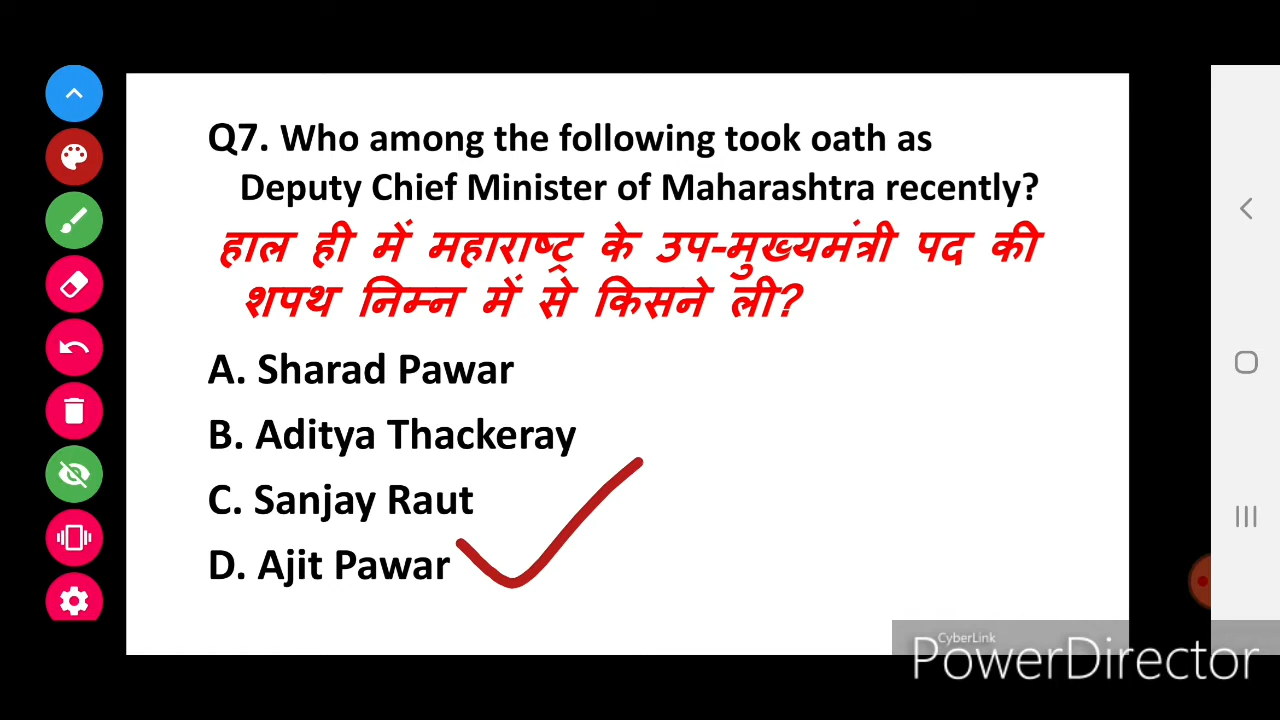 Q7. Who among the following took oath as
Deputy Chief Minister of Maharashtra recently?
हाल ही में महाराष्ट्र के उप-मुख्यमंत्री पद की
शपथ निम्न में से किसने ली?
A. Sharad Pawar
B. Aditya Thackeray
C. Sanjay Raut
D. Ajit Pawar
CyberLink
PowerDirector